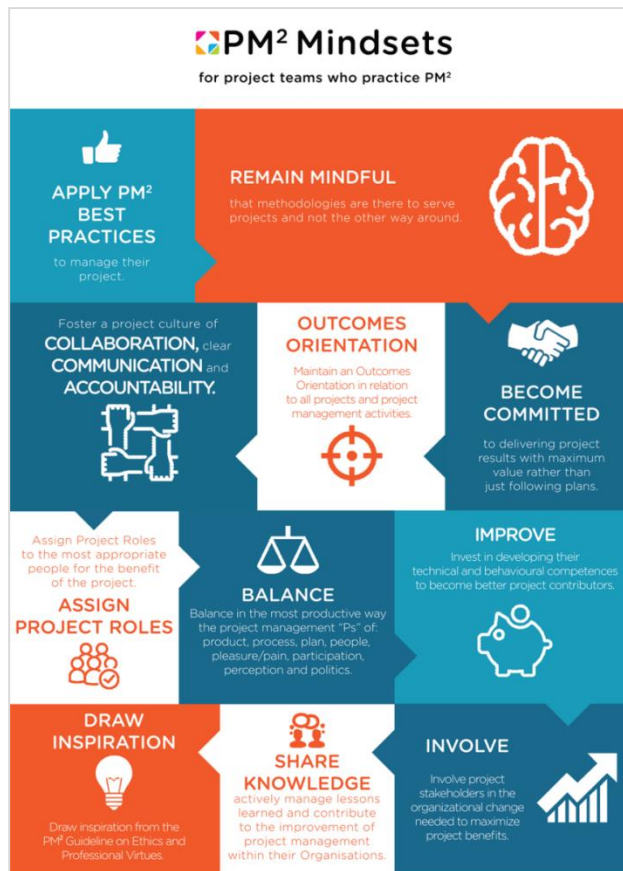 PM² Mindsets
for project teams who practice PM²
APPLY PM²
BEST
PRACTICES
to manage their
project.
REMAIN MINDFUL
that methodologies are there to serve
projects and not the other way around.
Foster a project culture of
COLLABORATION, clear
COMMUNICATION and
ACCOUNTABILITY.
OUTCOMES
ORIENTATION
Maintain an Outcomes
Orientation in relation
to all projects and project
management activities.
BECOME
COMMITTED
to delivering project
results with maximum
value rather than
just following plans.
Assign Project Roles
to the most appropriate
people for the benefit
of the project.
ASSIGN
PROJECT ROLES
BALANCE
Balance in the most productive way
the project management “Ps” of:
product, process, plan, people,
pleasure/pain, participation,
perception and politics.
IMPROVE
Invest in developing their
technical and behavioural competences
to become better project contributors.
DRAW
INSPIRATION
Draw inspiration from the
PM² Guideline on Ethics and
Professional Virtues.
SHARE
KNOWLEDGE
actively manage lessons
learned and contribute
to the improvement of
project management
within their Organisations.
INVOLVE
Involve project
stakeholders in the
organizational change
needed to maximize
project benefits.